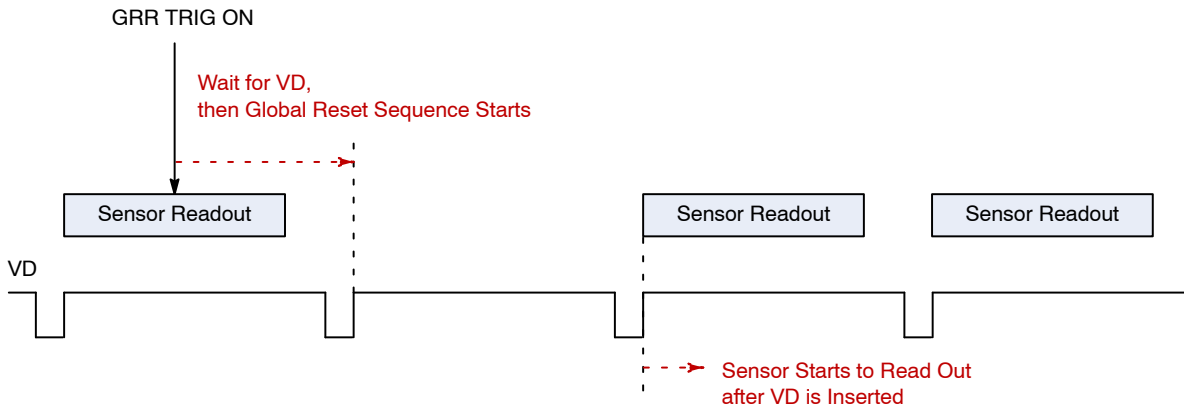 GRR TRIG ON
Wait for VD,
then Global Reset Sequence Starts
Sensor Readout
Sensor Readout
Sensor Readout
VD
Sensor Starts to Read Out
after VD is Inserted